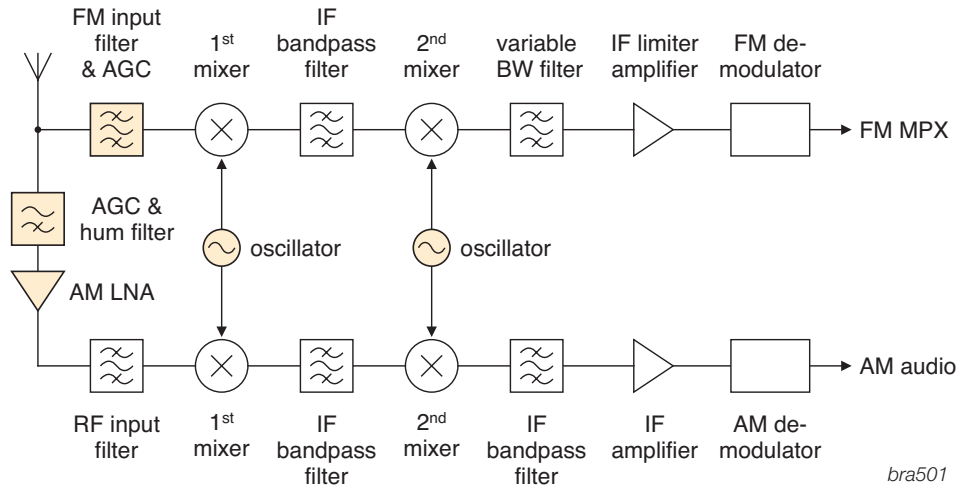 FM input
filter
& AGC
1st
mixer
IF
bandpass
filter
2nd
mixer
variable
BW filter
IF limiter
amplifier
FM de-
modulator
FM MPX
AGC &
hum filter
oscillator
oscillator
AM LNA
AM audio
RF input
filter
1st
mixer
IF
bandpass
filter
2nd
mixer
IF
bandpass
filter
IF
amplifier
AM de-
modulator
bra501